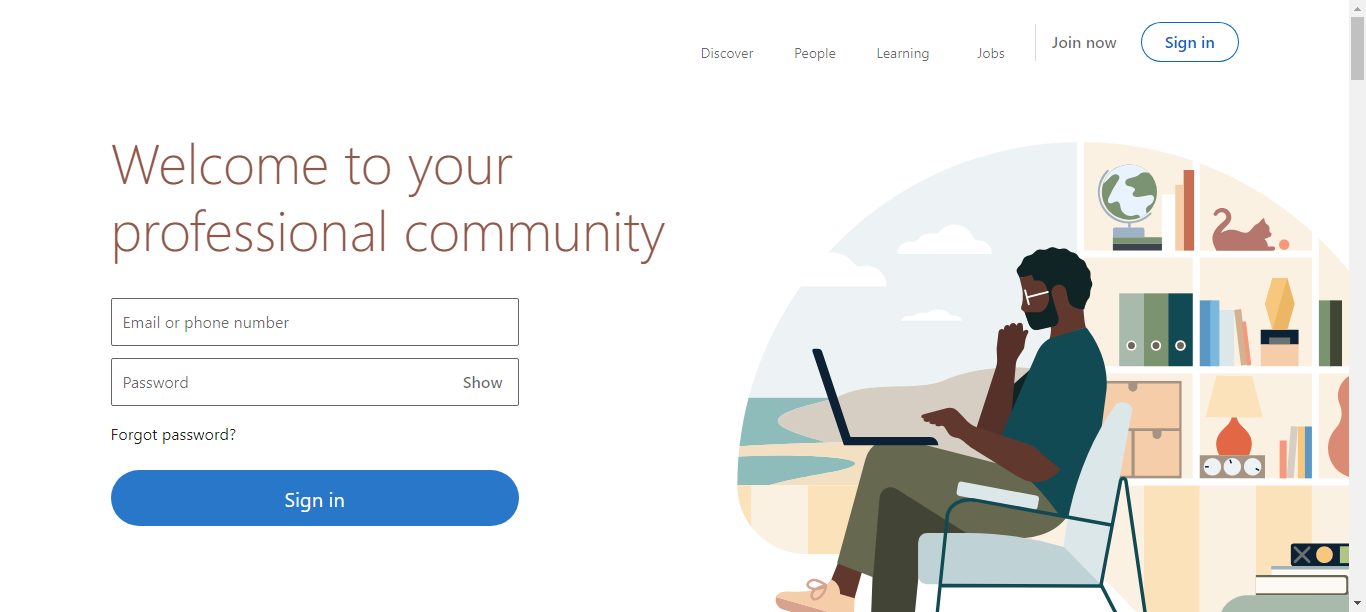 Discover People Learning Jobs Join now Sign in
Welcome to your
professional community
Email or phone number
Password Show
Forgot password?
Sign in